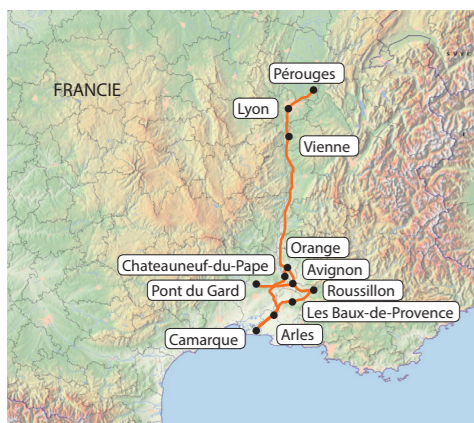 Pérouges
FRANCIE
Lyon
Vienne
Orange
Chateauneuf-du-Pape
Avignon
Pont du Gard
Roussillon
Les Baux-de-Provence
Camarque
Arles